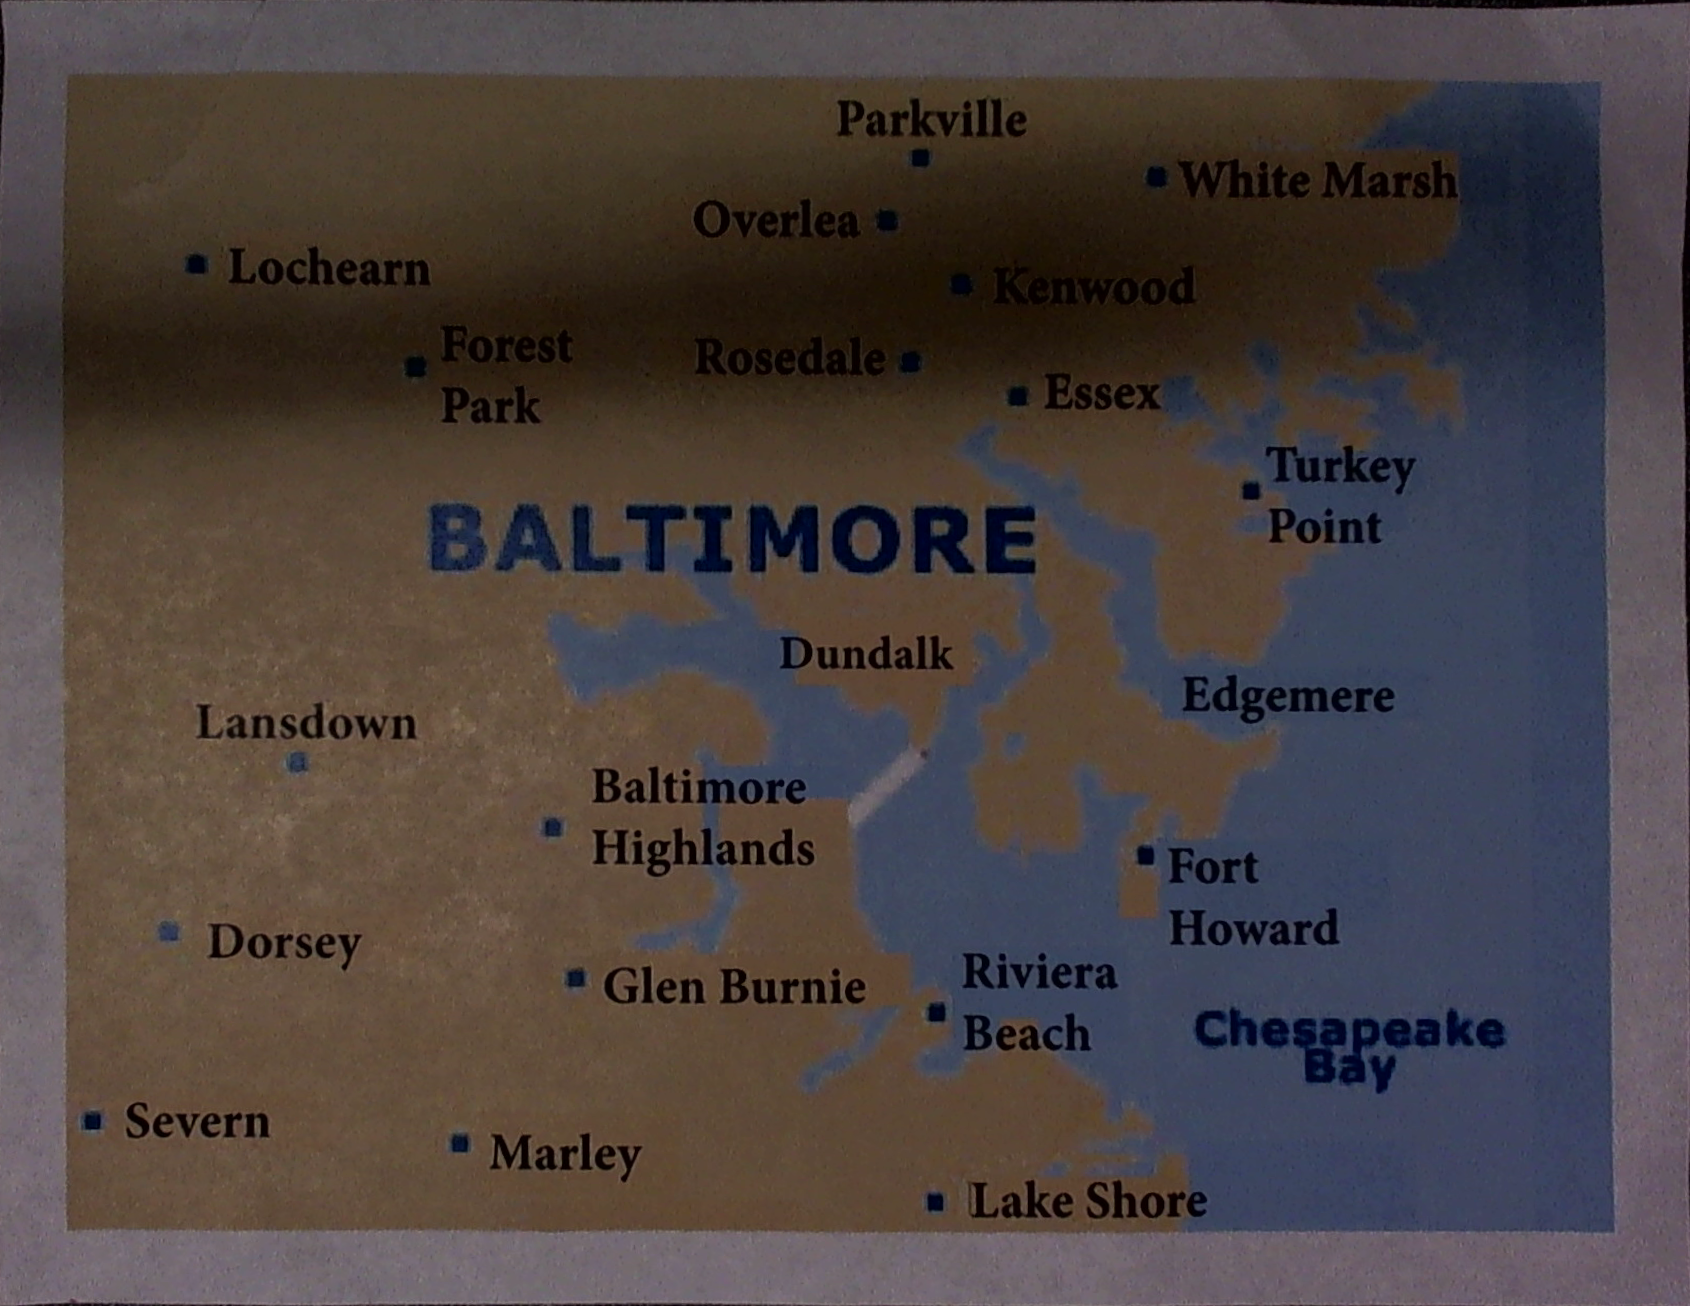 Parkville
White Marsh
Overlea
Lochearn
Kenwood
Forest
Park
Rosedale
Essex
Turkey
Point
BALTIMORE
Dundalk
Edgemere
Lansdown
Baltimore
Highlands
Fort
Howard
Dorsey
Glen Burnie
Riviera
Beach
Chesapeake
Bay
Severn
Marley
Lake Shore